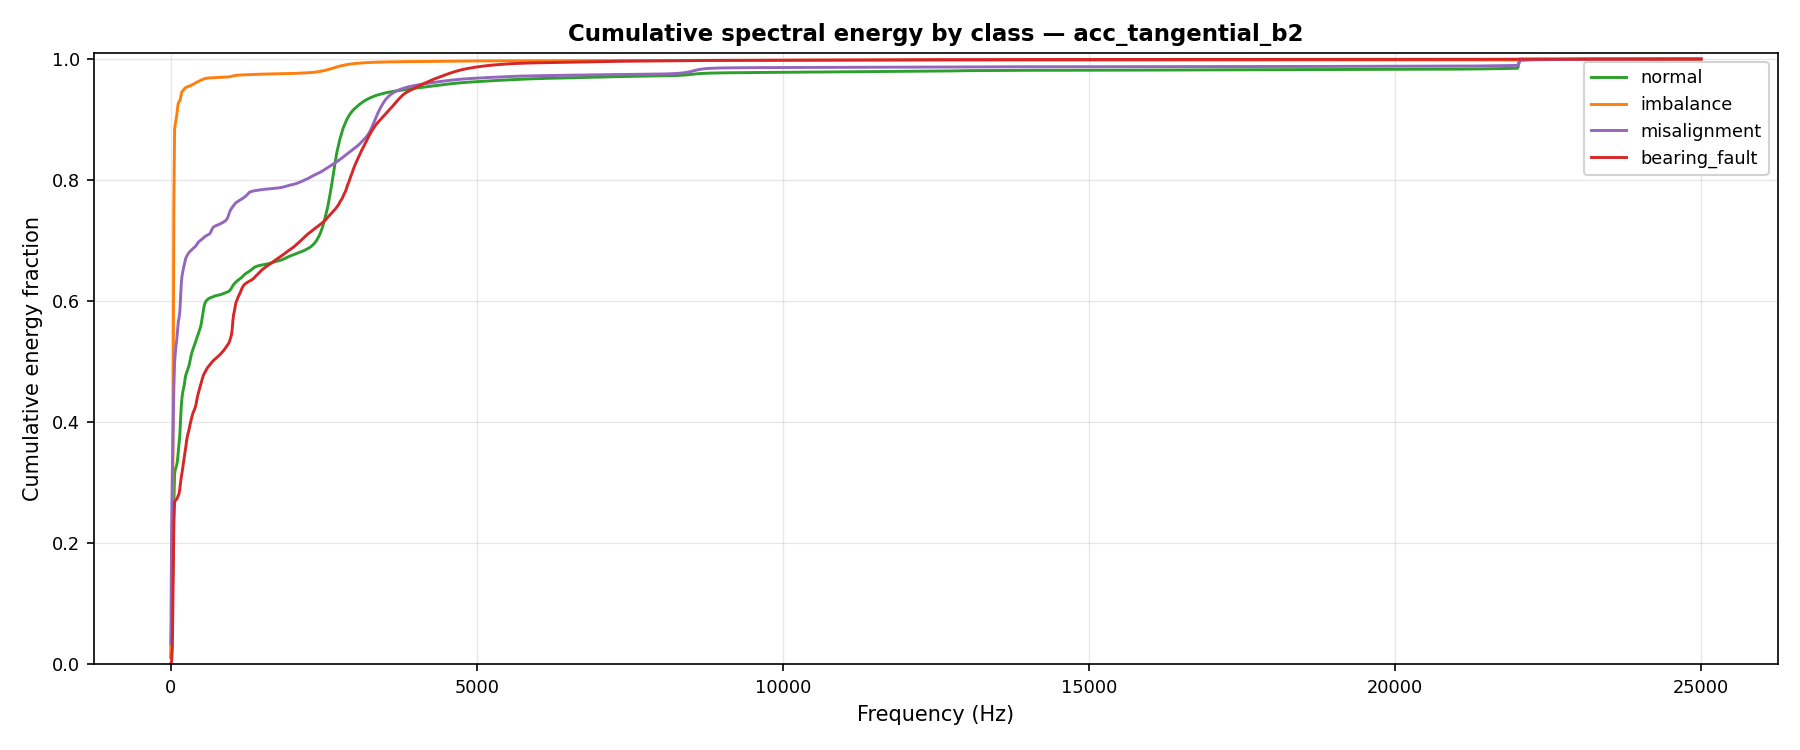 Cumulative spectral energy by class — acc_tangential_b2
Cumulative energy fraction
1.0
0.8
0.6
0.4
0.2
0.0
normal
imbalance
misalignment
bearing_fault
0 5000 10000 15000 20000 25000
Frequency (Hz)